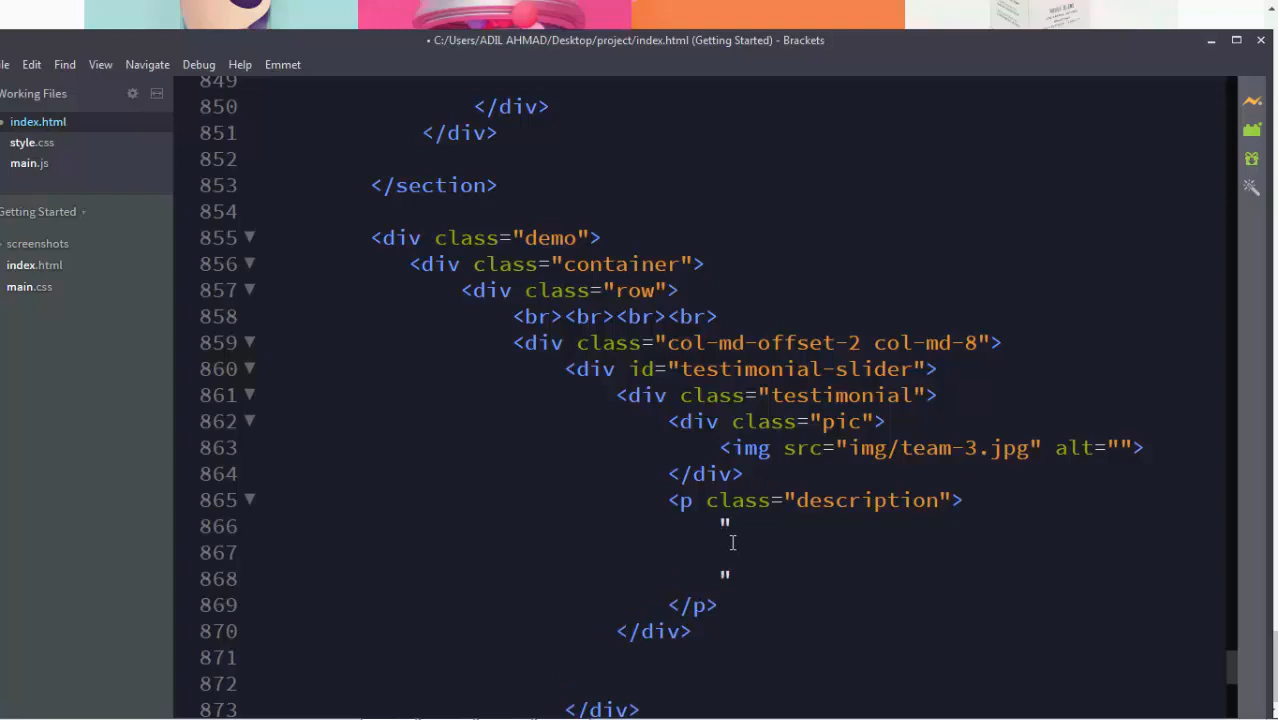 • C:/Users/ADIL AHMAD/Desktop/project/index.html (Getting Started) - Brackets
Edit Find View Navigate Debug Help Emmet
Working Files
index.html
style.css
main.js
Getting Started
screenshots
index.html
main.css
849
850 </div>
851 </div>
852
853 </section>
854
855 <div class="demo">
856 <div class="container">
857 <div class="row">
858 <br><br><br><br>
859 <div class="col-md-offset-2 col-md-8">
860 <div id="testimonial-slider">
861 <div class="testimonial">
862 <div class="pic">
863 <img src="img/team-3.jpg" alt="">
864 </div>
865 <p class="description">
866 "
867
868 "
869 </p>
870 </div>
871
872
873 </div>